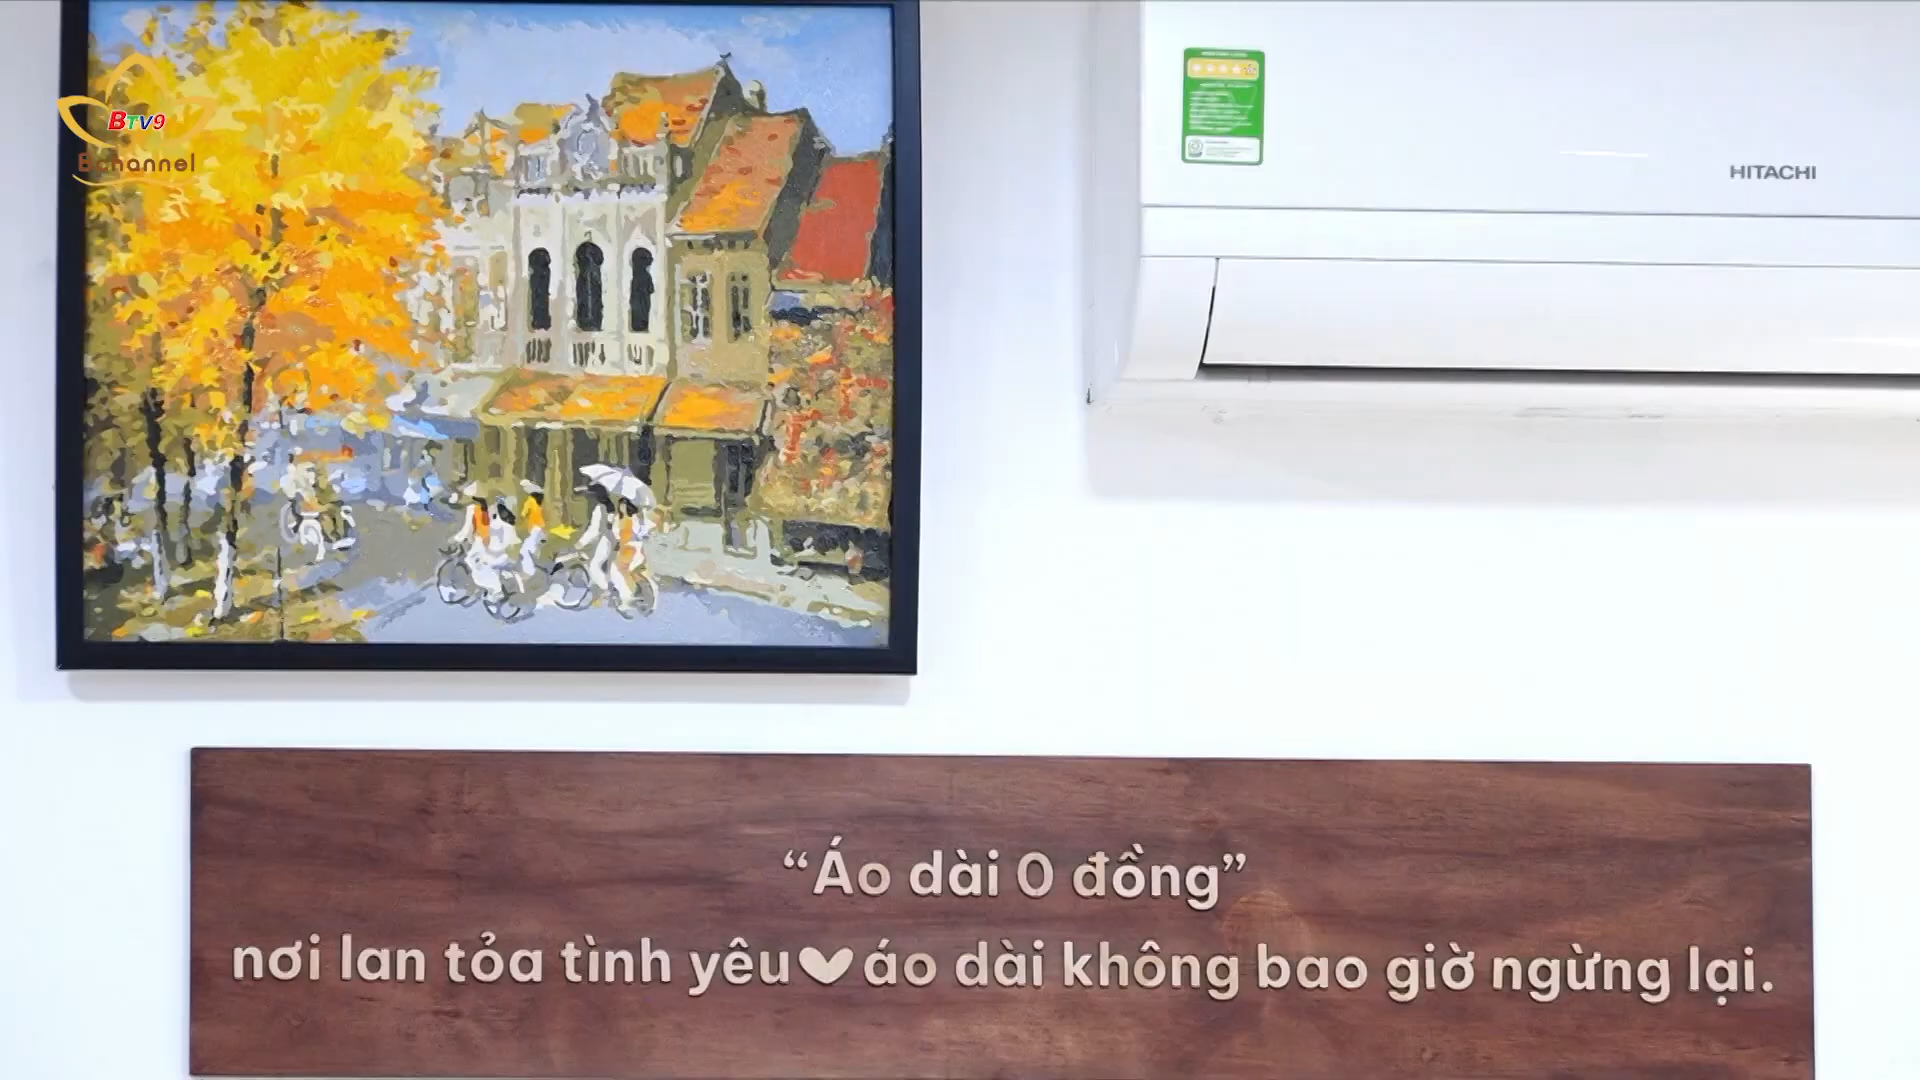 BTV9
Bchannel
HITACHI
“Áo dài 0 đồng”
nơi lan tỏa tình yêu♥áo dài không bao giờ ngừng lại.